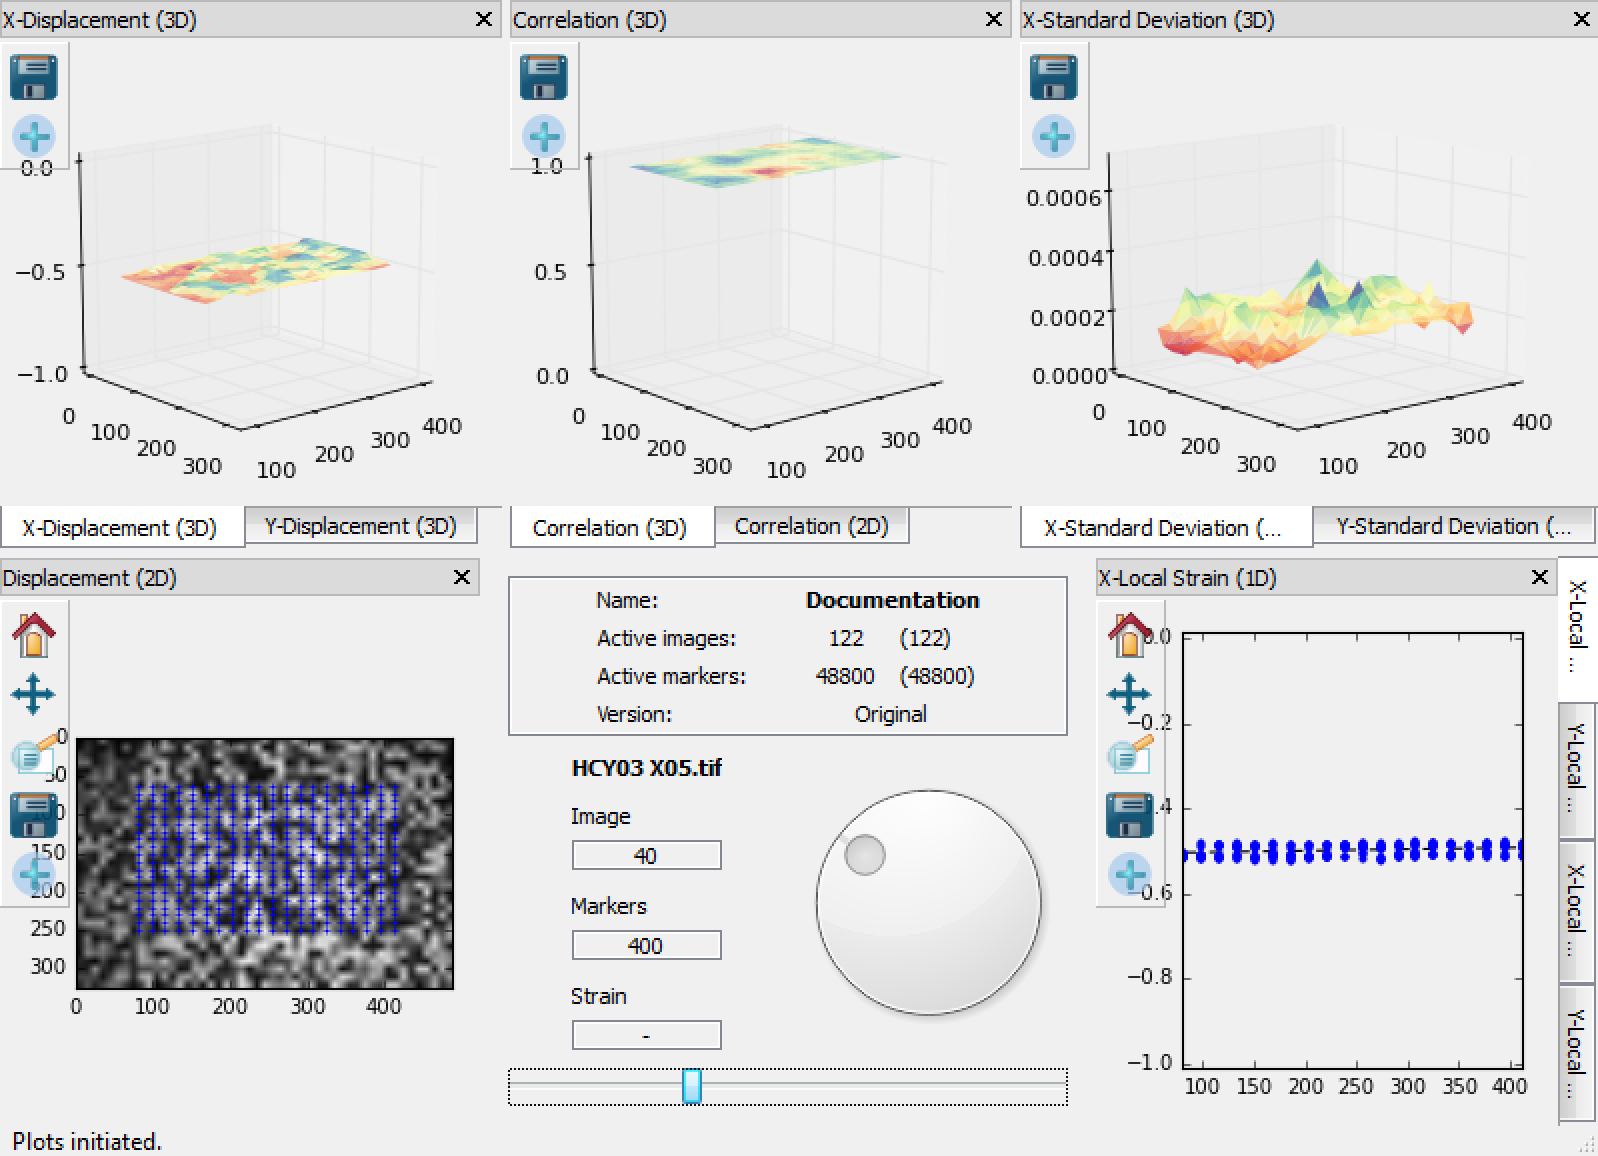 X-Displacement (3D)
0.0
−0.5
−1.0
0
100
200
300
100
200
300
400
X-Displacement (3D)
Y-Displacement (3D)
Correlation (3D)
1.0
0.5
0.0
0
100
200
300
100
200
300
400
Correlation (3D)
Correlation (2D)
X-Standard Deviation (3D)
0.0006
0.0004
0.0002
0.0000
0
100
200
300
100
200
300
400
X-Standard Deviation (...
Y-Standard Deviation (...
Displacement (2D)
0
50
150
200
250
300
0
100
200
300
400
Name: Documentation
Active images: 122 (122)
Active markers: 48800 (48800)
Version: Original
HCY03 X05.tif
Image
40
Markers
400
Strain
-
X-Local Strain (1D)
0.0
−0.2
.4
−0.6
−0.8
−1.0
100 150 200 250 300 350 400
X-Local ...
Y-Local ...
X-Local ...
Y-Local ...
Plots initiated.